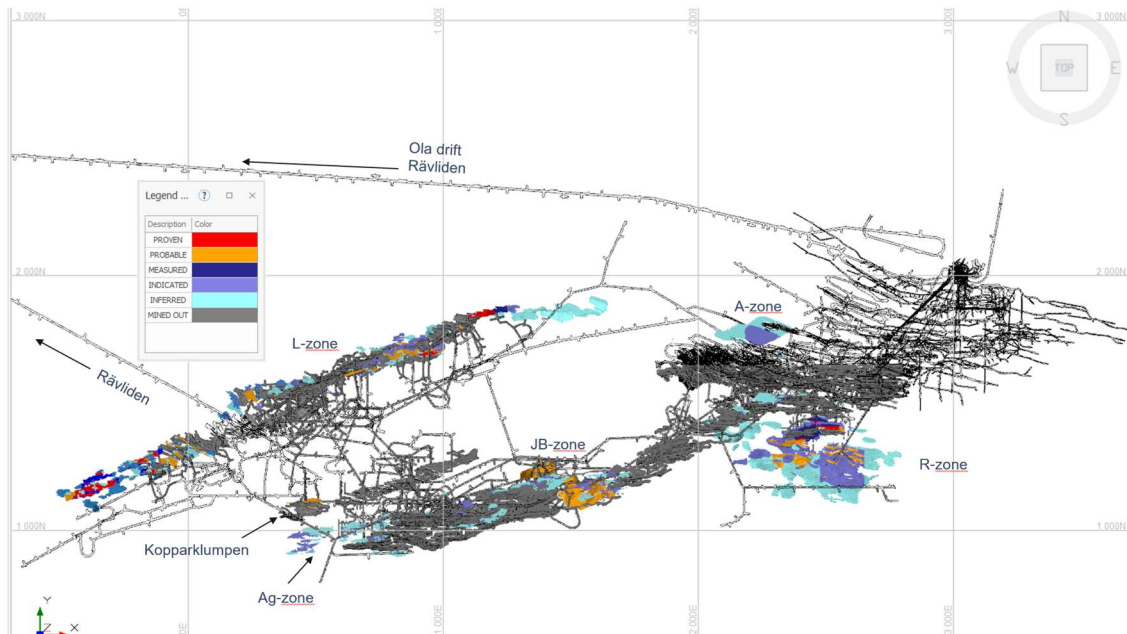 3 000N
0E
1 000E
2 000E
3 000E
3 000N
N
W
TOP
E
S
Ola drift
Rävliden
Legend ...
?
Description
Color
PROVEN
PROBABLE
MEASURED
INDICATED
INFERRED
MINED OUT
2 000N
2 000N
A-zone
L-zone
Rävliden
JB-zone
R-zone
1 000N
1 000N
Kopparklumpen
Ag-zone
Y
Z
X
0E
1 000E
2 000E
3 000E